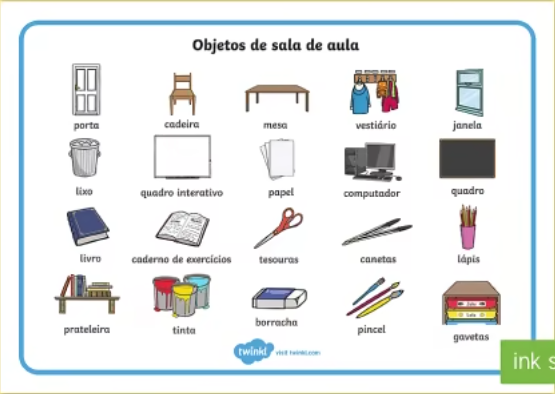 Objetos de sala de aula
porta cadeira mesa vestiário janela
lixo quadro interativo papel computador quadro
livro caderno de exercícios tesouras canetas lápis
prateleira tinta borracha pincel gavetas
twinkl visit twinkl.com
ink s